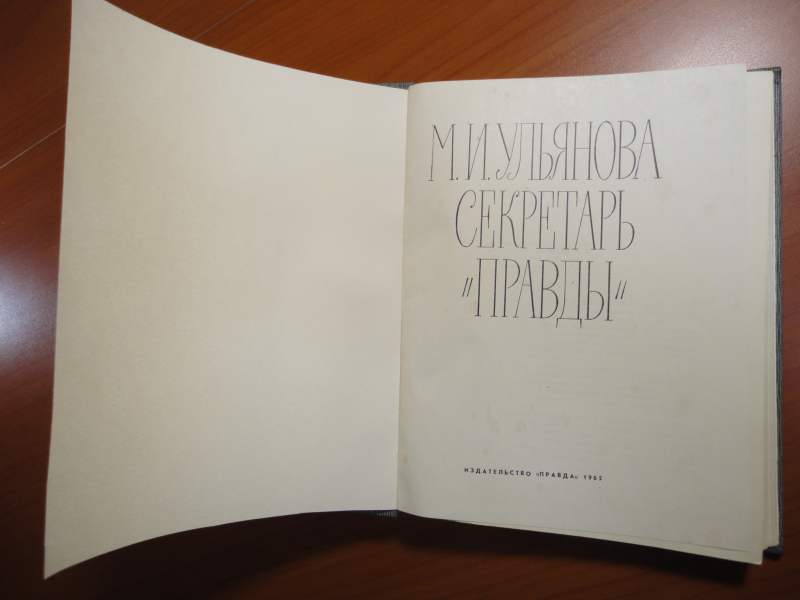 М.И.УЛЬЯНОВА
СЕКРЕТАРЬ
"ПРАВДЫ"
ИЗДАТЕЛЬСТВО «ПРАВДА» 1965